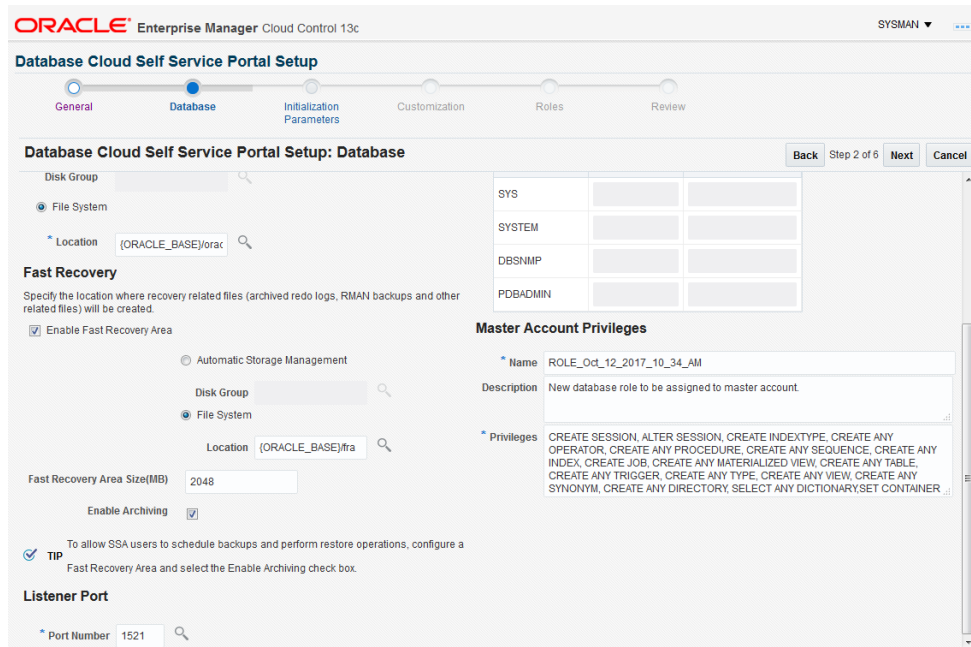 ORACLE Enterprise Manager Cloud Control 13c
SYSMAN
Database Cloud Self Service Portal Setup
General
Database
Initialization
Parameters
Customization
Roles
Review
Database Cloud Self Service Portal Setup: Database
Back Step 2 of 6 Next Cancel
Disk Group
File System
* Location {ORACLE_BASE}/orac
Fast Recovery
Specify the location where recovery related files (archived redo logs, RMAN backups and other
related files) will be created.
Enable Fast Recovery Area
Automatic Storage Management
Disk Group
File System
Location {ORACLE_BASE}/fra
Fast Recovery Area Size(MB) 2048
Enable Archiving
TIP To allow SSA users to schedule backups and perform restore operations, configure a
Fast Recovery Area and select the Enable Archiving check box.
Listener Port
* Port Number 1521
SYS
SYSTEM
DBSNMP
PDBADMIN
Master Account Privileges
* Name ROLE_Oct_12_2017_10_34_AM
Description New database role to be assigned to master account.
* Privileges CREATE SESSION, ALTER SESSION, CREATE INDEXTYPE, CREATE ANY
OPERATOR, CREATE ANY PROCEDURE, CREATE ANY SEQUENCE, CREATE ANY
INDEX, CREATE JOB, CREATE ANY MATERIALIZED VIEW, CREATE ANY TABLE,
CREATE ANY TRIGGER, CREATE ANY TYPE, CREATE ANY VIEW, CREATE ANY
SYNONYM, CREATE ANY DIRECTORY, SELECT ANY DICTIONARY,SET CONTAINER